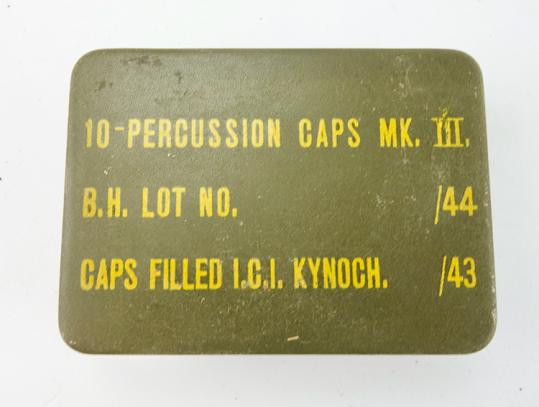 10-PERCUSSION CAPS MK. III.
B.H. LOT NO. /44
CAPS FILLED I.C.I. KYNOCH. /43